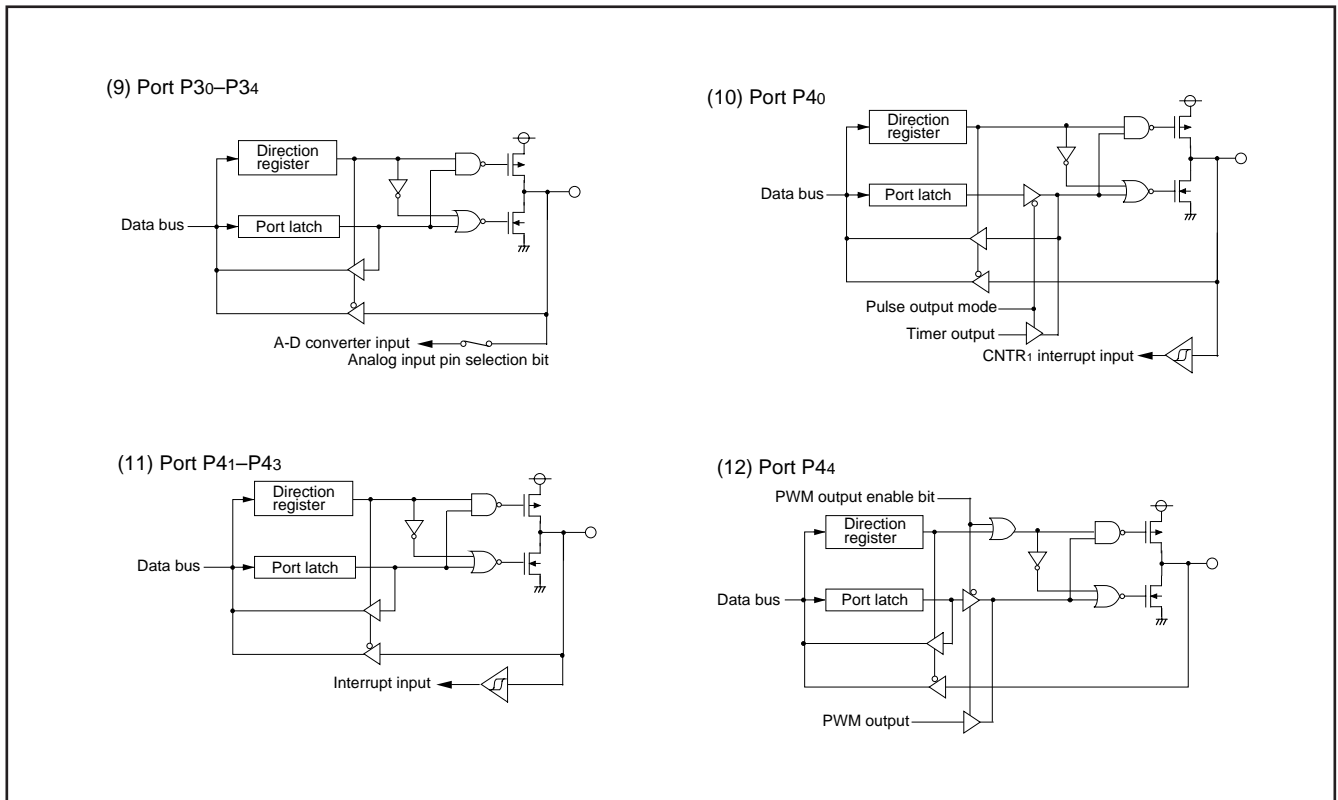 (9) Port P30–P34
Direction
register
Data bus
Port latch
A-D converter input
Analog input pin selection bit
(10) Port P40
Direction
register
Data bus
Port latch
Pulse output mode
Timer output
CNTR1 interrupt input
(11) Port P41–P43
Direction
register
Data bus
Port latch
Interrupt input
(12) Port P44
PWM output enable bit
Direction
register
Data bus
Port latch
PWM output